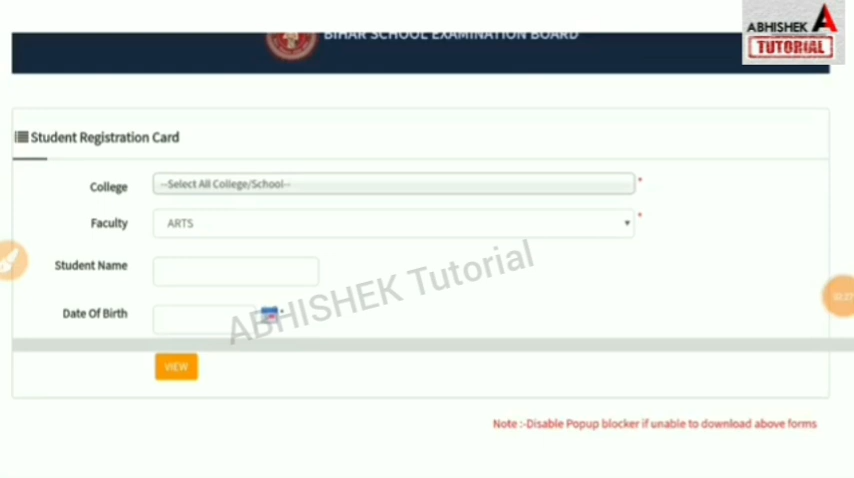 BIHAR SCHOOL EXAMINATION BOARD
ABHISHEK
TUTORIAL
Student Registration Card
College
--Select All College/School--
*
Faculty
ARTS
*
Student Name
Date Of Birth
*
ABHISHEK Tutorial
VIEW
Note :-Disable Popup blocker if unable to download above forms